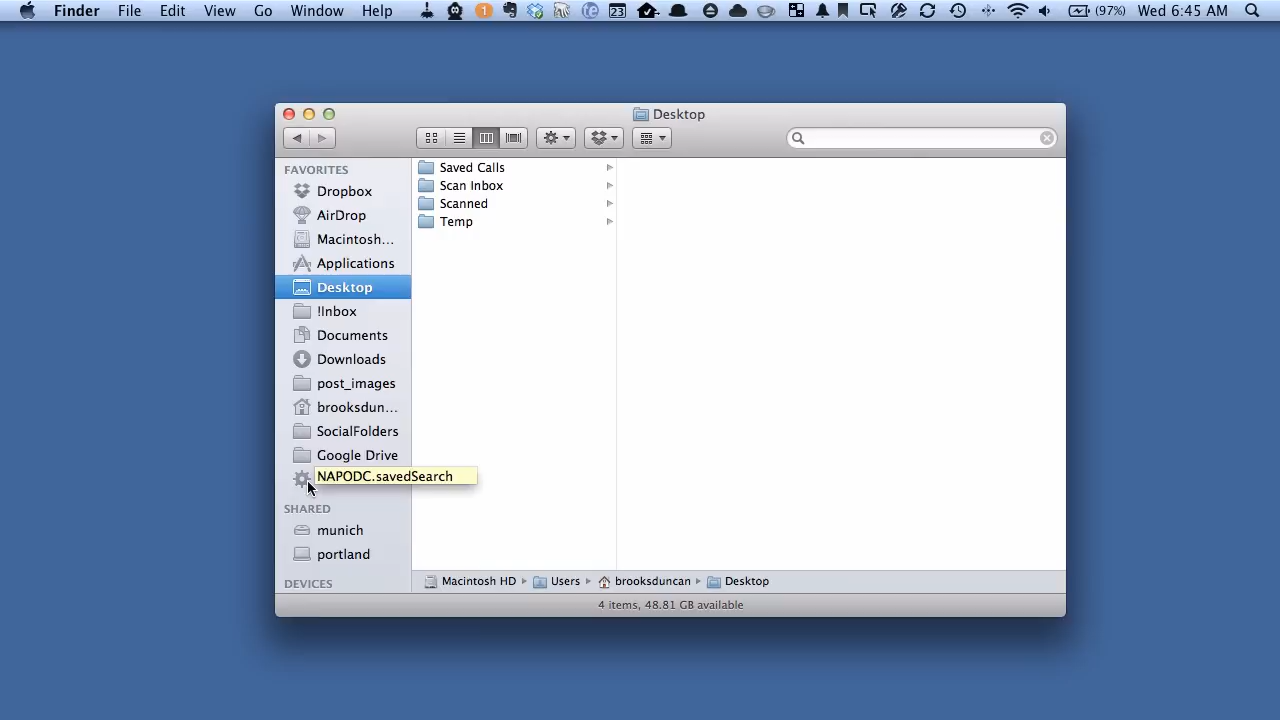 Finder File Edit View Go Window Help 1 23 (97%) Wed 6:45 AM
Desktop
FAVORITES
Dropbox
AirDrop
Macintosh...
Applications
Desktop
!Inbox
Documents
Downloads
post_images
brooksdun...
SocialFolders
Google Drive
NAPODC.savedSearch
SHARED
munich
portland
DEVICES
Saved Calls
Scan Inbox
Scanned
Temp
Macintosh HD Users brooksduncan Desktop
4 items, 48.81 GB available